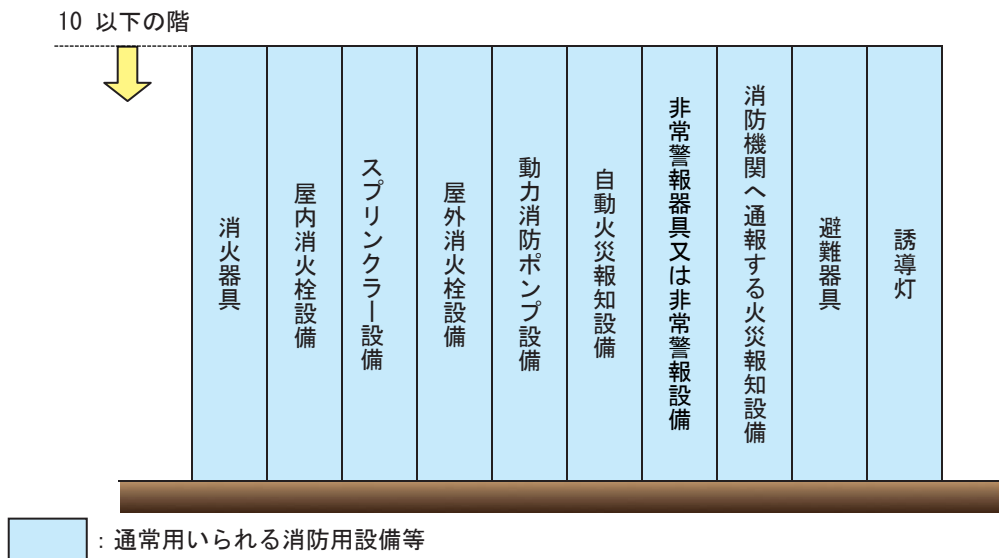 10 以下の階
消火器具
屋内消火栓設備
スプリンクラー設備
屋外消火栓設備
動力消防ポンプ設備
自動火災報知設備
非常警報器具又は非常警報設備
消防機関へ通報する火災報知設備
避難器具
誘導灯
：通常用いられる消防用設備等